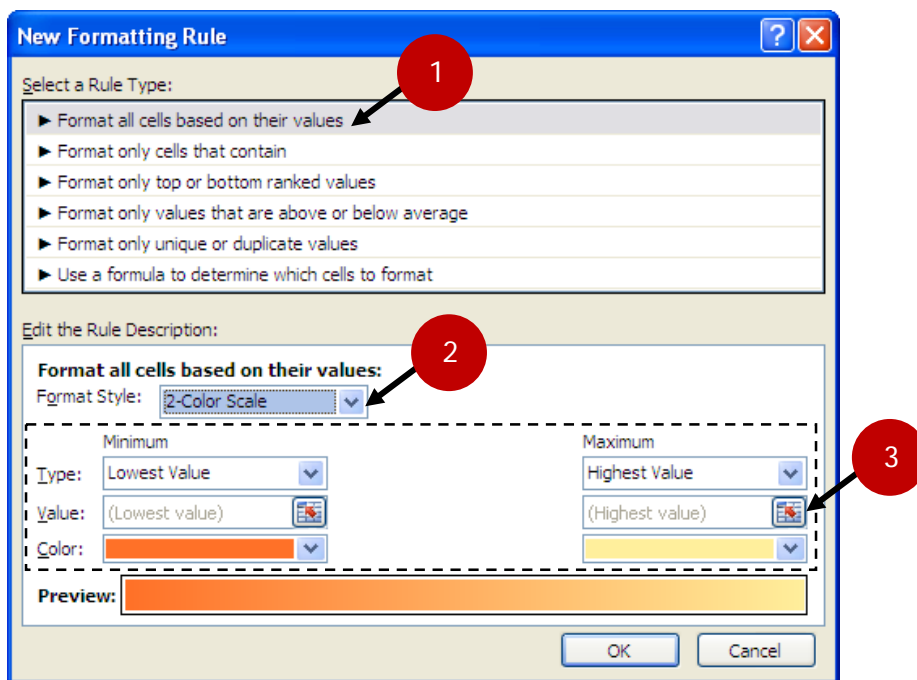 New Formatting Rule
?
1
Select a Rule Type:
► Format all cells based on their values
► Format only cells that contain
► Format only top or bottom ranked values
► Format only values that are above or below average
► Format only unique or duplicate values
► Use a formula to determine which cells to format
Edit the Rule Description:
2
Format all cells based on their values:
Format Style: 2-Color Scale
Minimum Maximum
Type: Lowest Value Highest Value
3
Value: (Lowest value) (Highest value)
Color:
Preview:
OK Cancel